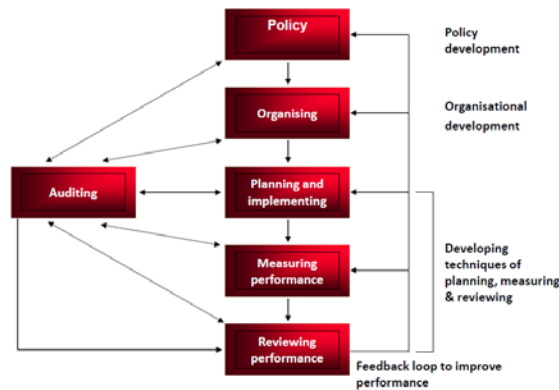 Policy
Policy
development
Organising
Organisational
development
Auditing
Planning and
implementing
Measuring
performance
Developing
techniques of
planning, measuring
& reviewing
Reviewing
performance
Feedback loop to improve
performance